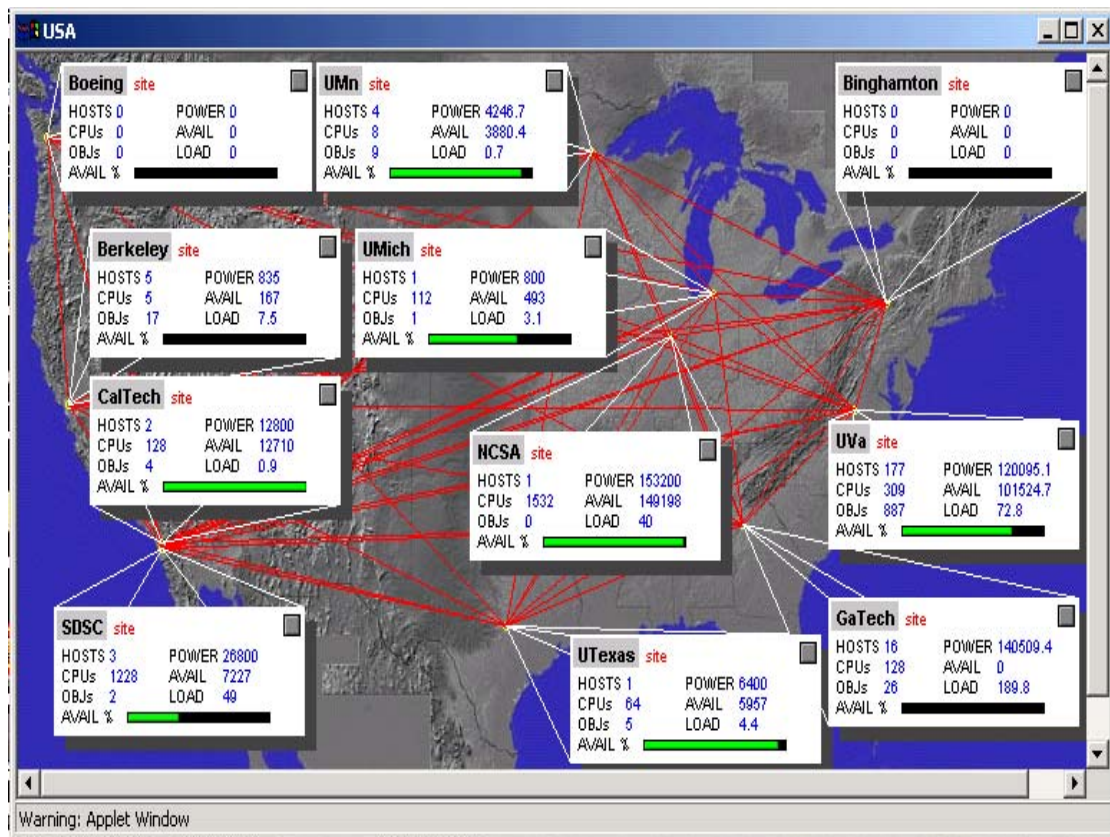 USA
Boeing site
HOSTS 0 POWER 0
CPUs 0 AVAIL 0
OBJs 0 LOAD 0
AVAIL %
UMn site
HOSTS 4 POWER 4246.7
CPUs 8 AVAIL 3880.4
OBJs 9 LOAD 0.7
AVAIL %
Binghamton site
HOSTS 0 POWER 0
CPUs 0 AVAIL 0
OBJs 0 LOAD 0
AVAIL %
Berkeley site
HOSTS 5 POWER 835
CPUs 5 AVAIL 167
OBJs 17 LOAD 7.5
AVAIL %
UMich site
HOSTS 1 POWER 800
CPUs 112 AVAIL 493
OBJs 1 LOAD 3.1
AVAIL %
CalTech site
HOSTS 2 POWER 12800
CPUs 128 AVAIL 12710
OBJs 4 LOAD 0.9
AVAIL %
NCSA site
HOSTS 1 POWER 153200
CPUs 1532 AVAIL 149198
OBJs 0 LOAD 40
AVAIL %
UVa site
HOSTS 177 POWER 120095.1
CPUs 309 AVAIL 101524.7
OBJs 887 LOAD 72.8
AVAIL %
SDSC site
HOSTS 3 POWER 26800
CPUs 1228 AVAIL 7227
OBJs 2 LOAD 49
AVAIL %
UTexas site
HOSTS 1 POWER 6400
CPUs 64 AVAIL 5957
OBJs 5 LOAD 4.4
AVAIL %
GaTech site
HOSTS 16 POWER 140509.4
CPUs 128 AVAIL 0
OBJs 26 LOAD 189.8
AVAIL %
Warning: Applet Window